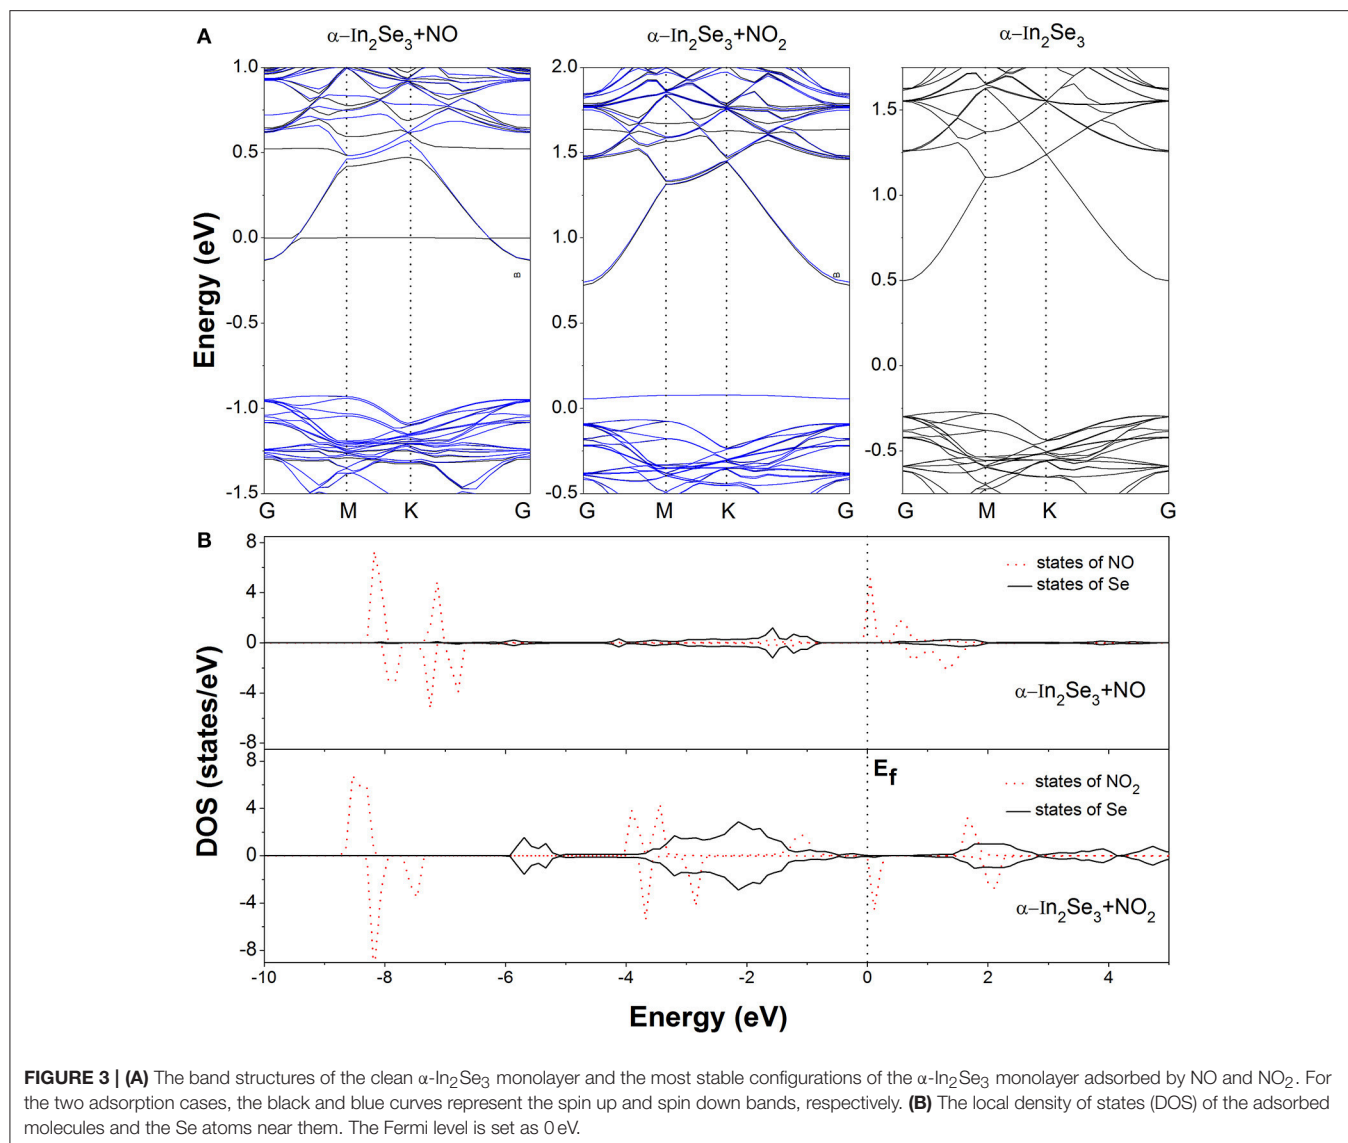 A
α-In₂Se₃+NO
α-In₂Se₃+NO₂
α-In₂Se₃
Energy (eV)
1.0
0.5
0.0
-0.5
-1.0
-1.5
G M K G
B
2.0
1.5
1.0
0.5
0.0
-0.5
G M K G
B
1.5
1.0
0.5
0.0
-0.5
G M K G
B
DOS (states/eV)
8
4
0
-4
-8
states of NO
states of Se
α-In₂Se₃+NO
8
4
0
-4
-8
E_f
states of NO₂
states of Se
α-In₂Se₃+NO₂
-10 -8 -6 -4 -2 0 2 4
Energy (eV)
FIGURE 3 | (A) The band structures of the clean α-In₂Se₃ monolayer and the most stable configurations of the α-In₂Se₃ monolayer adsorbed by NO and NO₂. For
the two adsorption cases, the black and blue curves represent the spin up and spin down bands, respectively. (B) The local density of states (DOS) of the adsorbed
molecules and the Se atoms near them. The Fermi level is set as 0 eV.